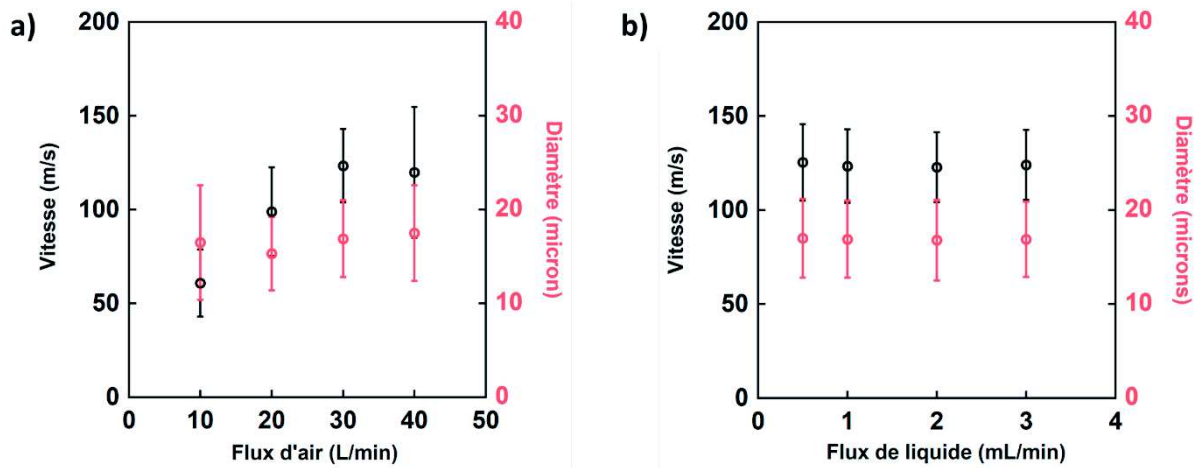 a)
200
150
100
50
0
Vitesse (m/s)
40
30
20
10
0
Diamètre (micron)
0 10 20 30 40 50
Flux d'air (L/min)
b)
200
150
100
50
0
Vitesse (m/s)
40
30
20
10
0
Diamètre (microns)
0 1 2 3 4
Flux de liquide (mL/min)